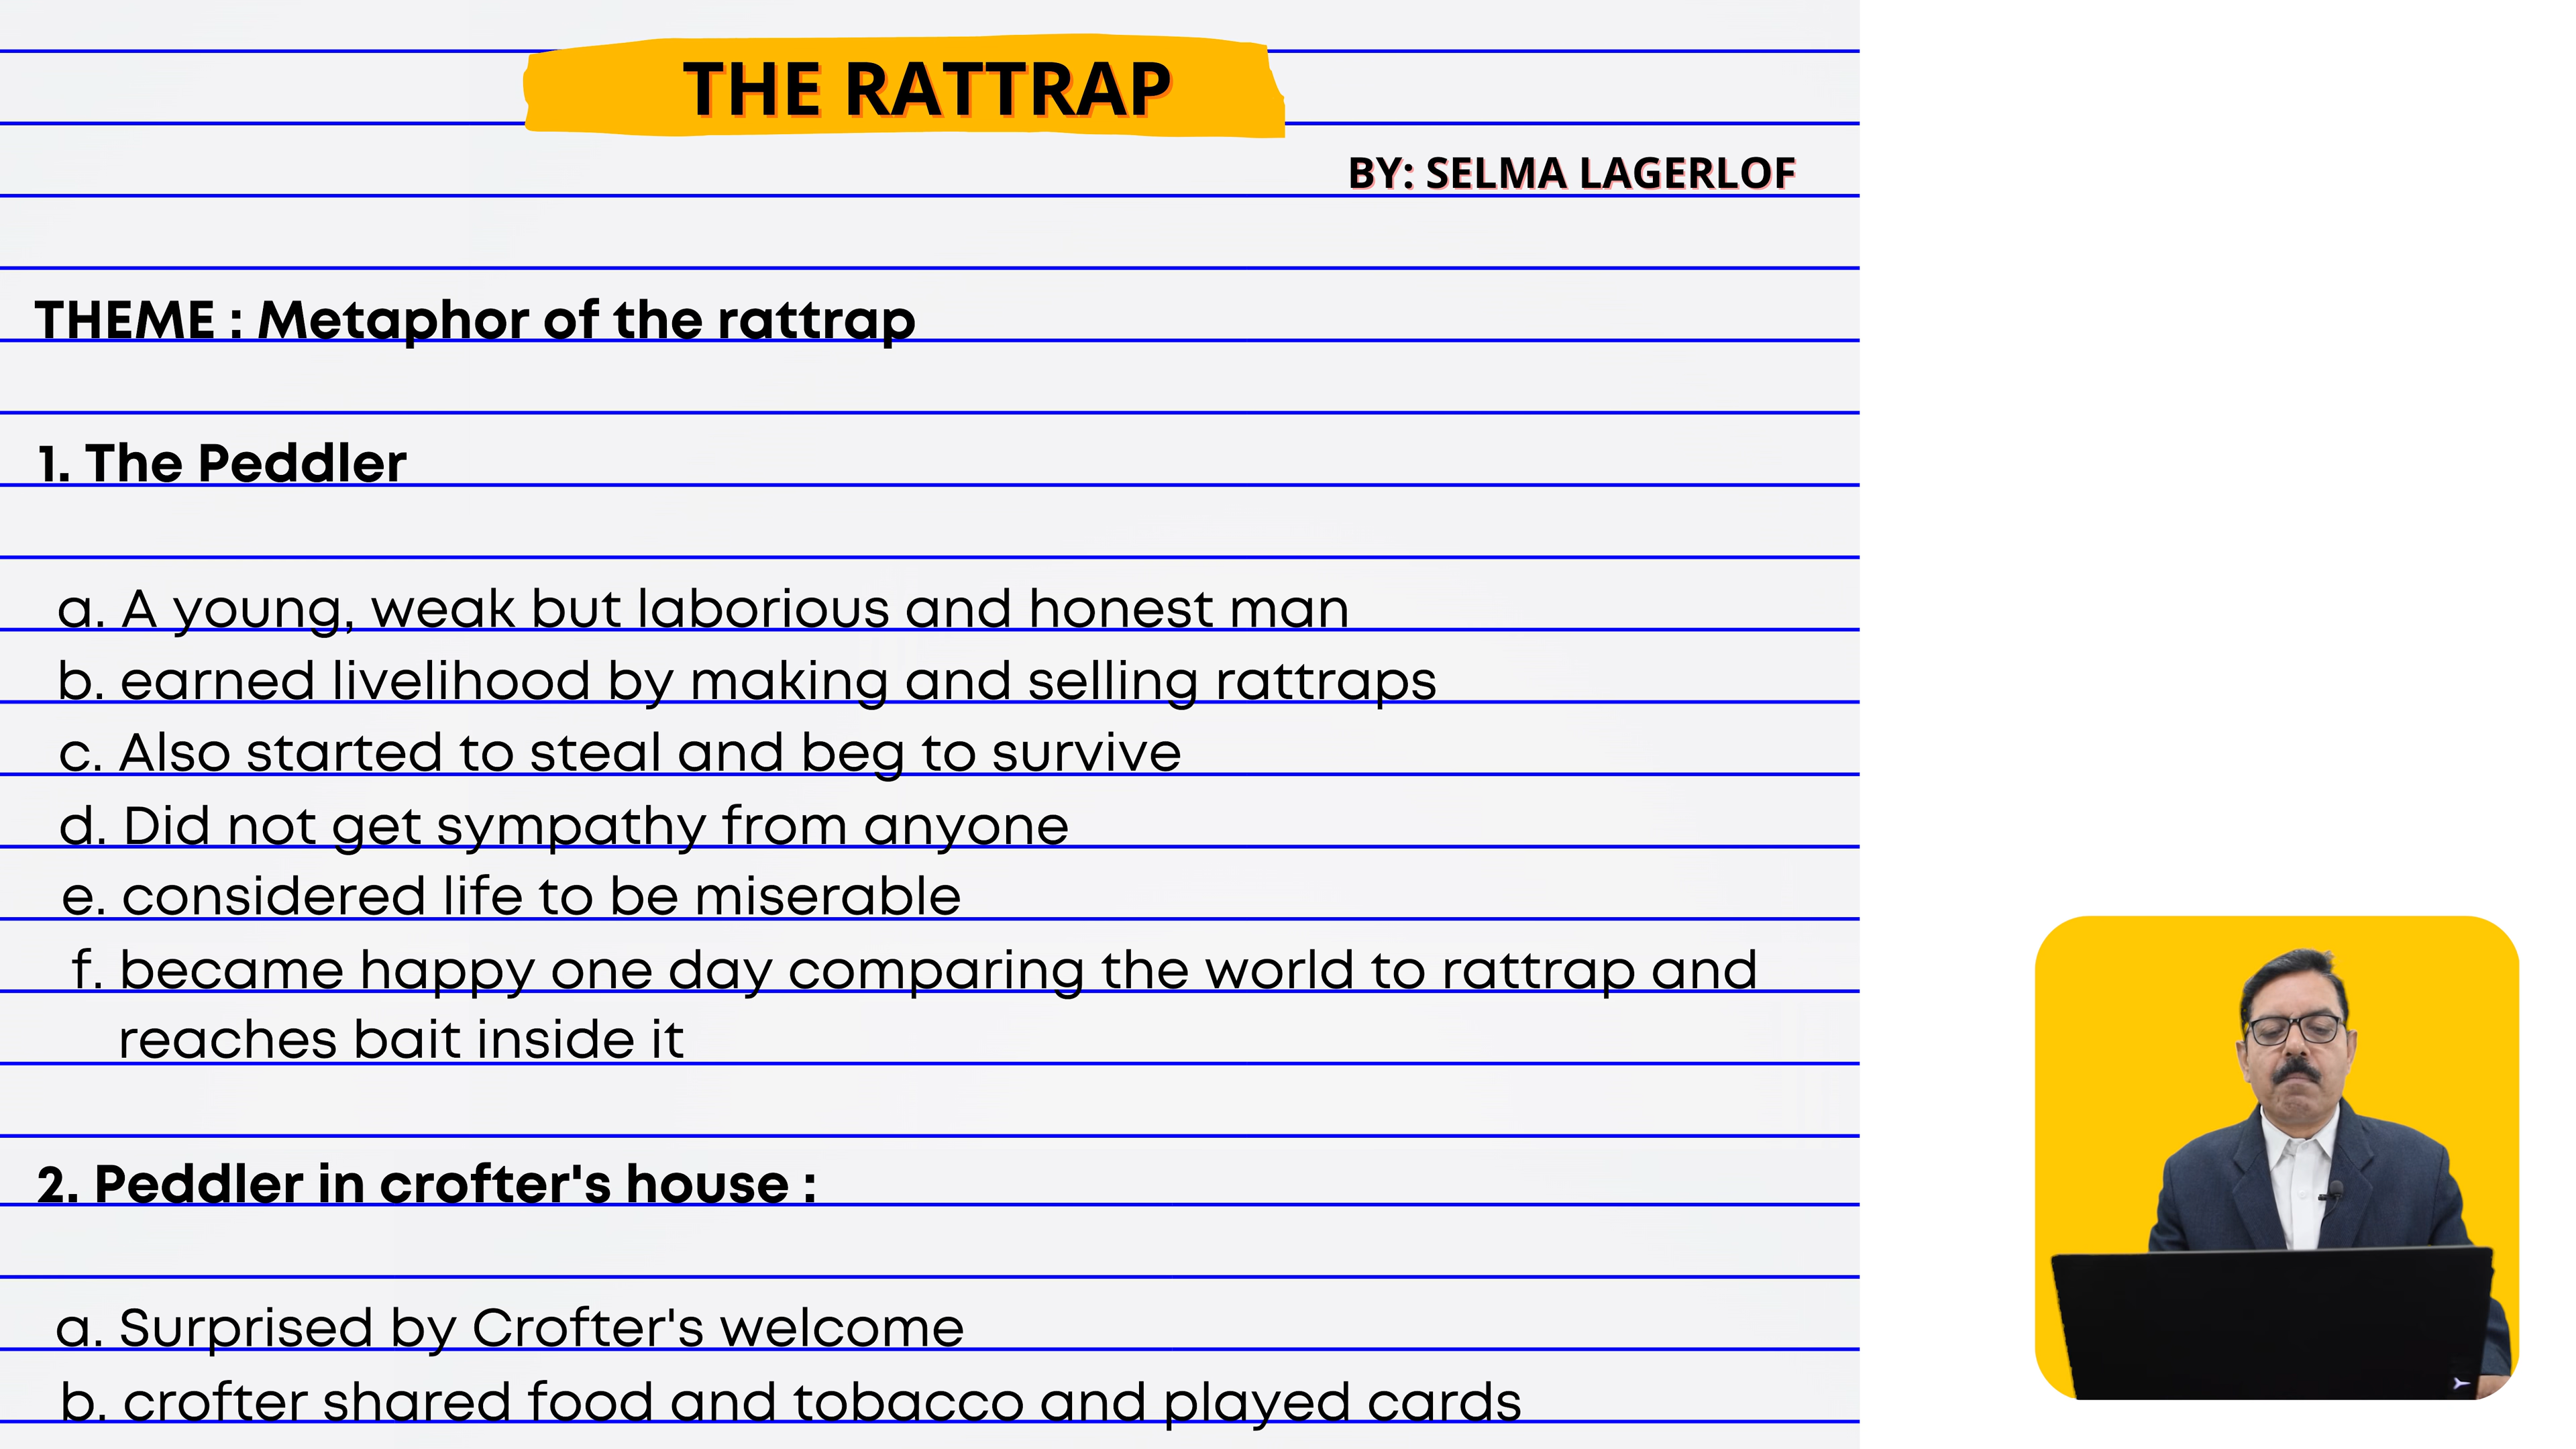 THE RATTRAP
BY: SELMA LAGERLOF
THEME : Metaphor of the rattrap
1. The Peddler
a. A young, weak but laborious and honest man
b. earned livelihood by making and selling rattraps
c. Also started to steal and beg to survive
d. Did not get sympathy from anyone
e. considered life to be miserable
f. became happy one day comparing the world to rattrap and
reaches bait inside it
2. Peddler in crofter's house :
a. Surprised by Crofter's welcome
b. crofter shared food and tobacco and played cards